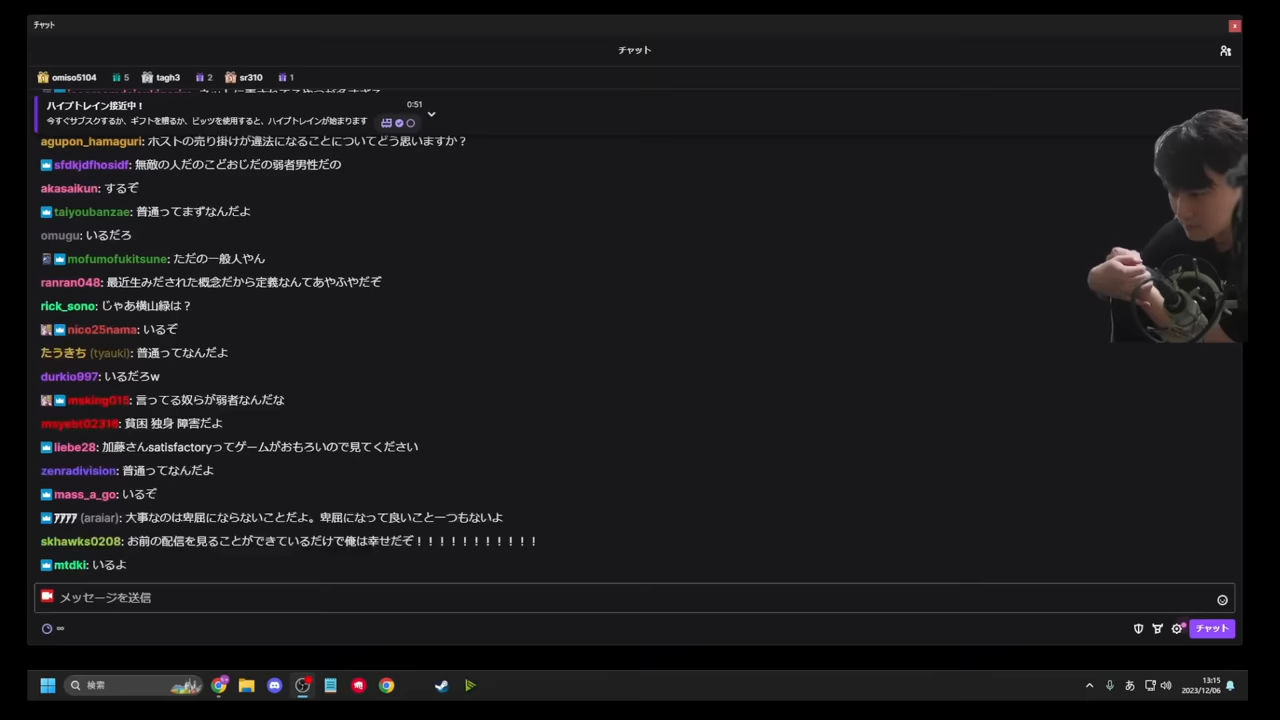 チャット
チャット
omiso5104 5 tagh3 2 sr310 1
ハイプトレイン接近中！ 0:51
今すぐサブスクするか、ギフトを贈るか、ビッツを使用すると、ハイプトレインが始まります
agupon_hamaguri: ホストの売り掛けが違法になることについてどう思いますか？
sfdkjdfhosidf: 無敵の人だのこどおじだの弱者男性だの
akasaikun: するぞ
taiyoubanzae: 普通ってまずなんだよ
omugu: いるだろ
mofumofukitsune: ただの一般人やん
ranran048: 最近生みだされた概念だから定義なんてあやふやだぞ
rick_sono: じゃあ横山緑は？
nico25nama: いるぞ
たうきち (tyauki): 普通ってなんだよ
durkio997: いるだろw
msking015: 言ってる奴らが弱者なんだな
貧困 独身 障害だよ
liebe28: 加藤さんsatisfactoryってゲームがおもろいので見てください
zenradivision: 普通ってなんだよ
mass_a_go: いるぞ
ｱｱｱｱ (araiar): 大事なのは卑屈にならないことだよ。卑屈になって良いこと一つもないよ
skhawks0208: お前の配信を見ることができているだけで俺は幸せだぞ！！！！！！！！！！！
mtdki: いるよ
メッセージを送信
∞ チャット
検索
あ 13:15
2023/12/06